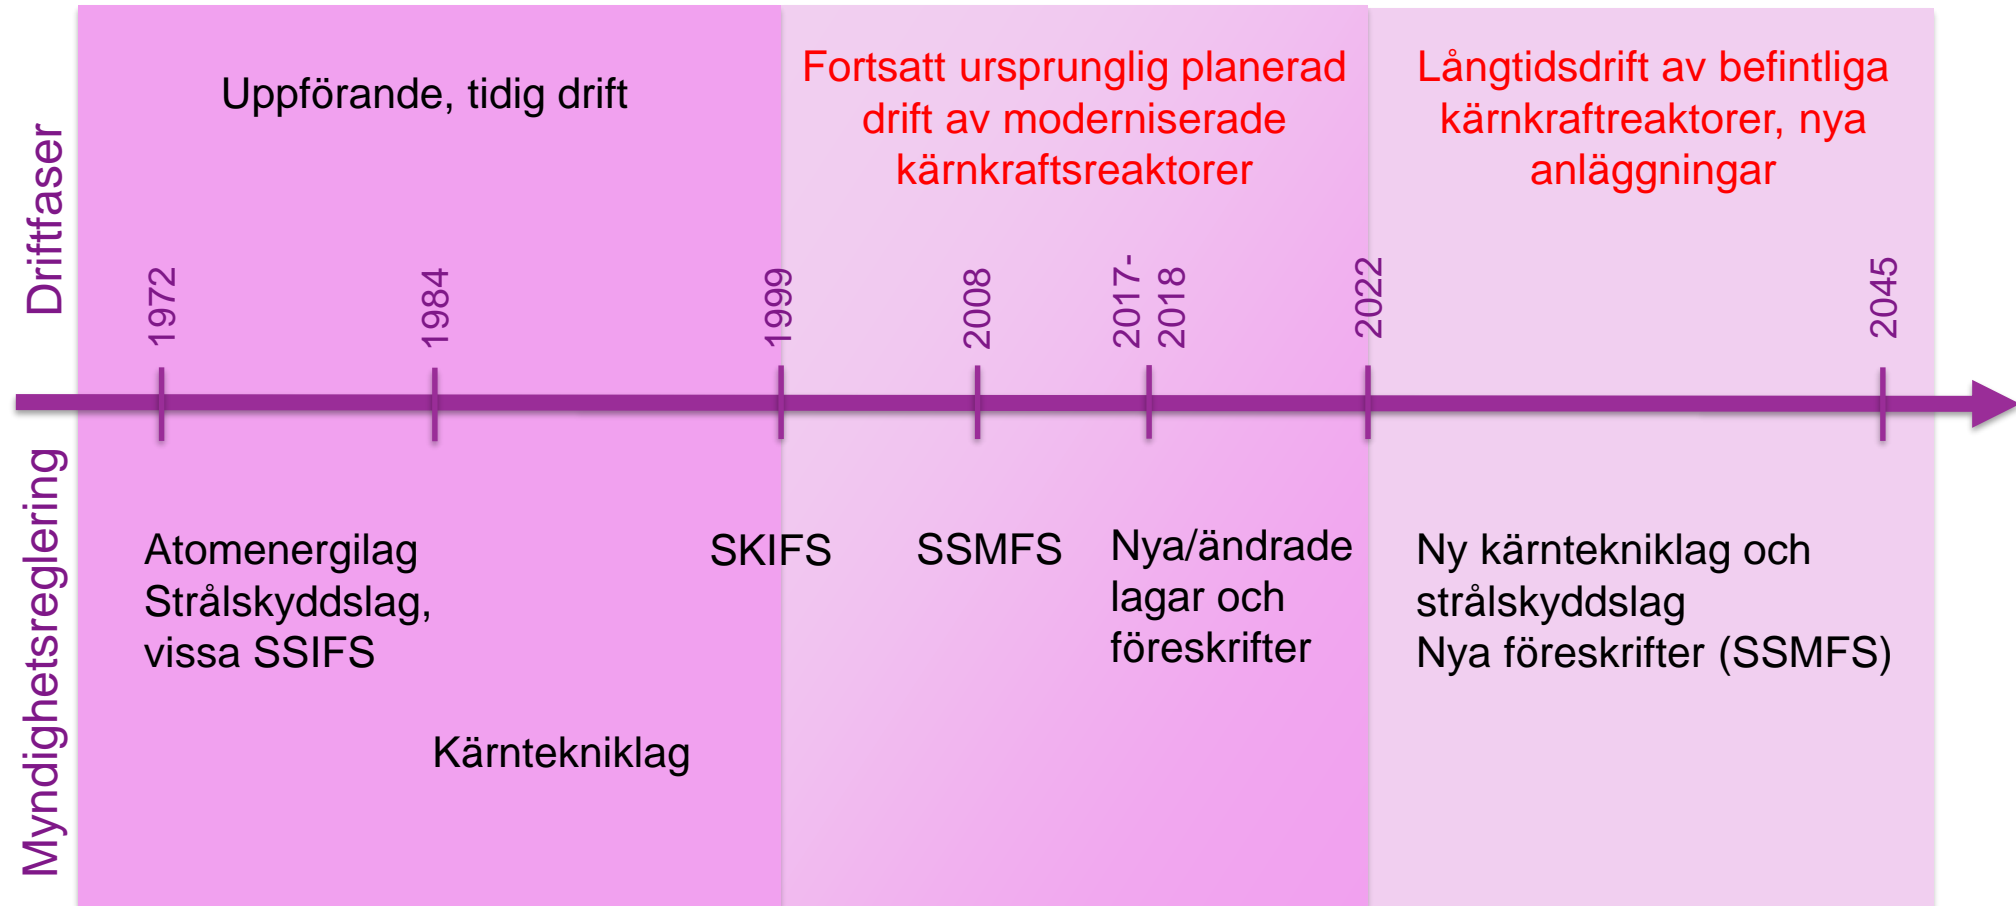 Driftfaser
Uppförande, tidig drift
Fortsatt ursprunglig planerad
drift av moderniserade
kärnkraftsreaktorer
Långtidsdrift av befintliga
kärnkraftreaktorer, nya
anläggningar
1972
1984
1999
2008
2017-
2018
2022
2045
Myndighetsreglering
Atomenergilag
Strålskyddslag,
vissa SSIFS
Kärntekniklag
SKIFS
SSMFS
Nya/ändrade
lagar och
föreskrifter
Ny kärntekniklag och
strålskyddslag
Nya föreskrifter (SSMFS)